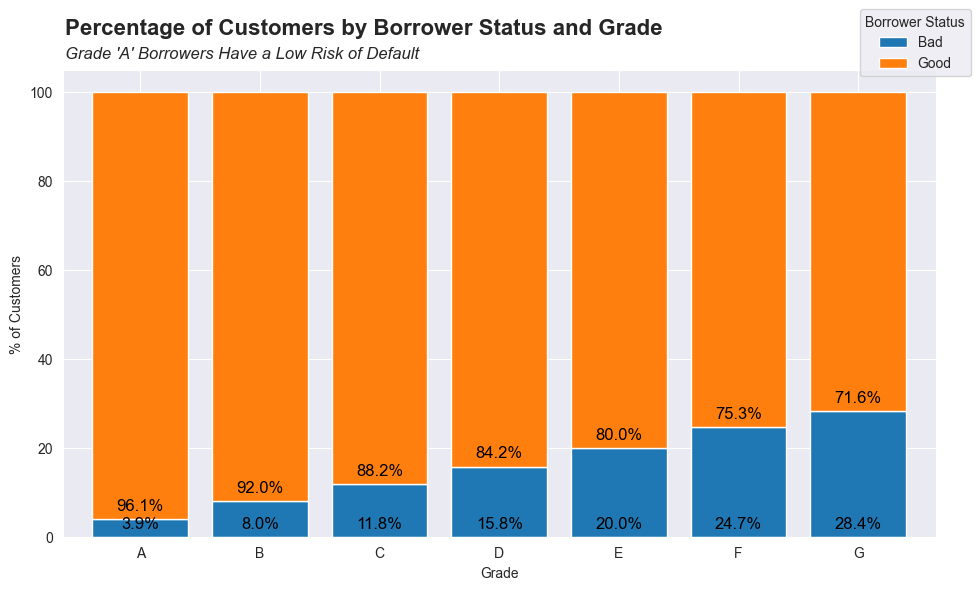 Percentage of Customers by Borrower Status and Grade
Grade 'A' Borrowers Have a Low Risk of Default
Borrower Status
Bad
Good
% of Customers
100
80
60
40
20
0
96.1%
92.0%
88.2%
84.2%
80.0%
75.3%
71.6%
3.9%
8.0%
11.8%
15.8%
20.0%
24.7%
28.4%
A
B
C
D
E
F
G
Grade